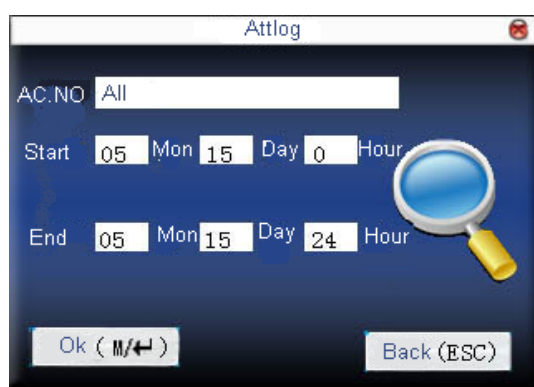 Attlog
AC.NO All
Start 05 Mon 15 Day 0 Hour
End 05 Mon 15 Day 24 Hour
Ok (M/↵) Back (ESC)